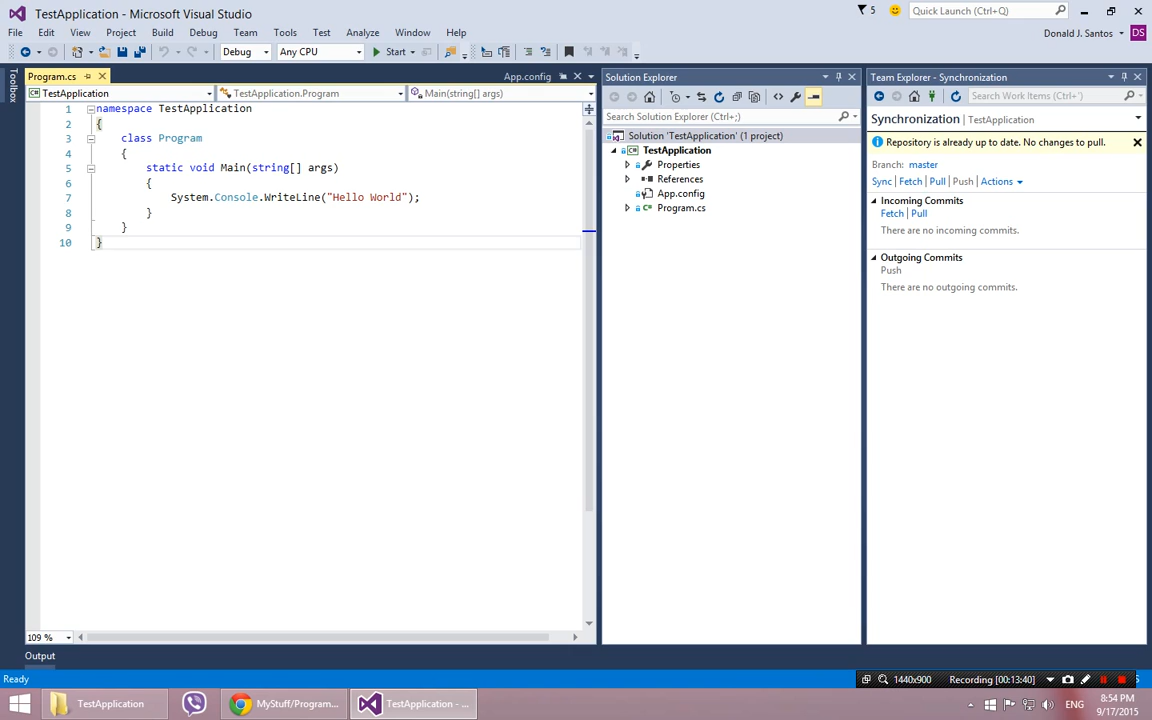 TestApplication - Microsoft Visual Studio
5
Quick Launch (Ctrl+Q)
File Edit View Project Build Debug Team Tools Test Analyze Window Help
Donald J. Santos DS
Debug Any CPU Start
Toolbox
Program.cs
App.config
TestApplication TestApplication.Program Main(string[] args)
1 namespace TestApplication
2 {
3 class Program
4 {
5 static void Main(string[] args)
6 {
7 System.Console.WriteLine("Hello World");
8 }
9 }
10 }
109 %
Solution Explorer
Search Solution Explorer (Ctrl+;)
Solution 'TestApplication' (1 project)
TestApplication
Properties
References
App.config
Program.cs
Team Explorer - Synchronization
Search Work Items (Ctrl+')
Synchronization | TestApplication
Repository is already up to date. No changes to pull.
Branch: master
Sync | Fetch | Pull | Push | Actions
Incoming Commits
Fetch | Pull
There are no incoming commits.
Outgoing Commits
Push
There are no outgoing commits.
Output
Ready
1440x900 Recording [00:13:40]
TestApplication
MyStuff/Program...
TestApplication - ...
ENG
8:54 PM
9/17/2015